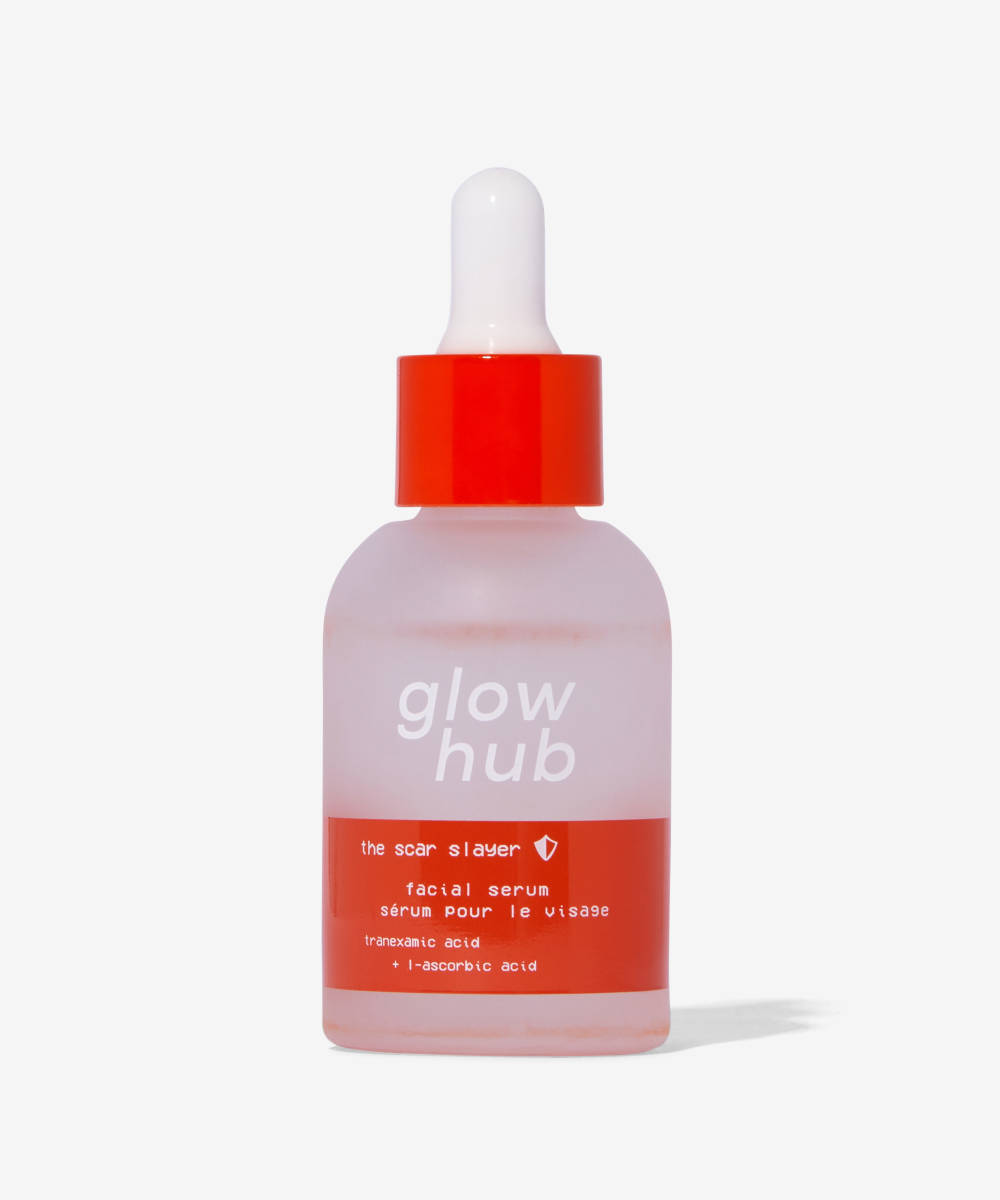 glow
hub
the scar slayer
facial serum
sérum pour le visage
tranexamic acid
+ l-ascorbic acid